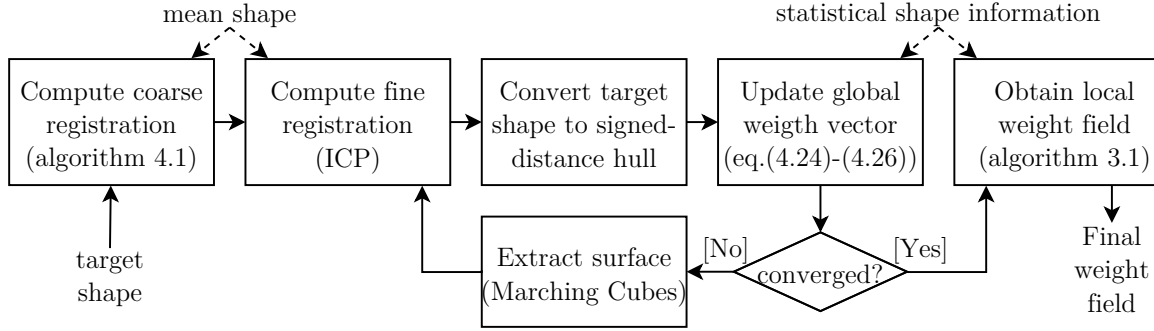 mean shape
statistical shape information
Compute coarse
registration
(algorithm 4.1)
Compute fine
registration
(ICP)
Convert target
shape to signed-
distance hull
Update global
weigth vector
(eq.(4.24)-(4.26))
Obtain local
weight field
(algorithm 3.1)
target
shape
Extract surface
(Marching Cubes)
[No]
converged?
[Yes]
Final
weight
field